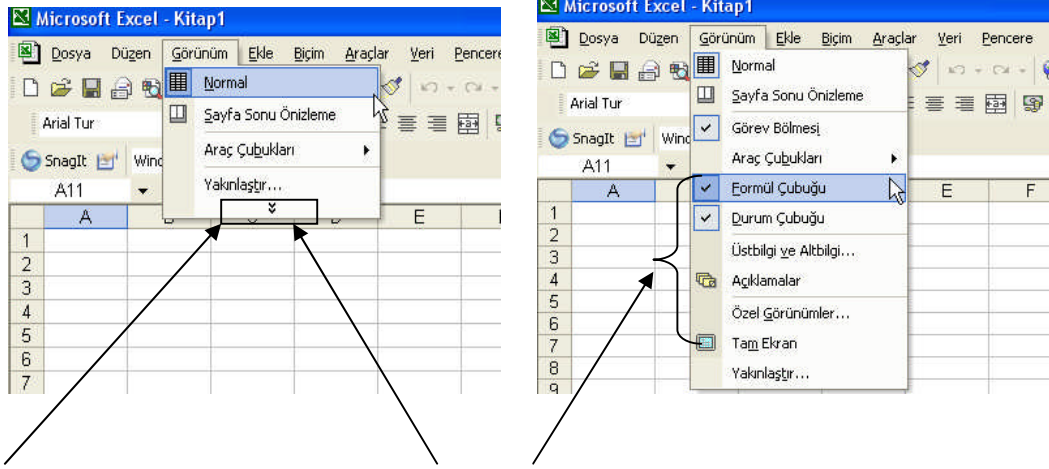 Microsoft Excel - Kitap1
Dosya Düzen Görünüm Ekle Biçim Araçlar Veri Pencere
Normal
Arial Tur
Sayfa Sonu Önizleme
SnagIt
Araç Çubukları
A11
Yakınlaştır...
A E
1
2
3
4
5
6
7
Microsoft Excel - Kitap1
Dosya Düzen Görünüm Ekle Biçim Araçlar Veri Pencere
Normal
Arial Tur
Sayfa Sonu Önizleme
SnagIt
Görev Bölmesi
A11
Araç Çubukları
A E F
Formül Çubuğu
1
Durum Çubuğu
2
3
Üstbilgi ve Altbilgi...
4
Açıklamalar
5
Özel Görünümler...
6
7
Tam Ekran
8
Yakınlaştır...
9